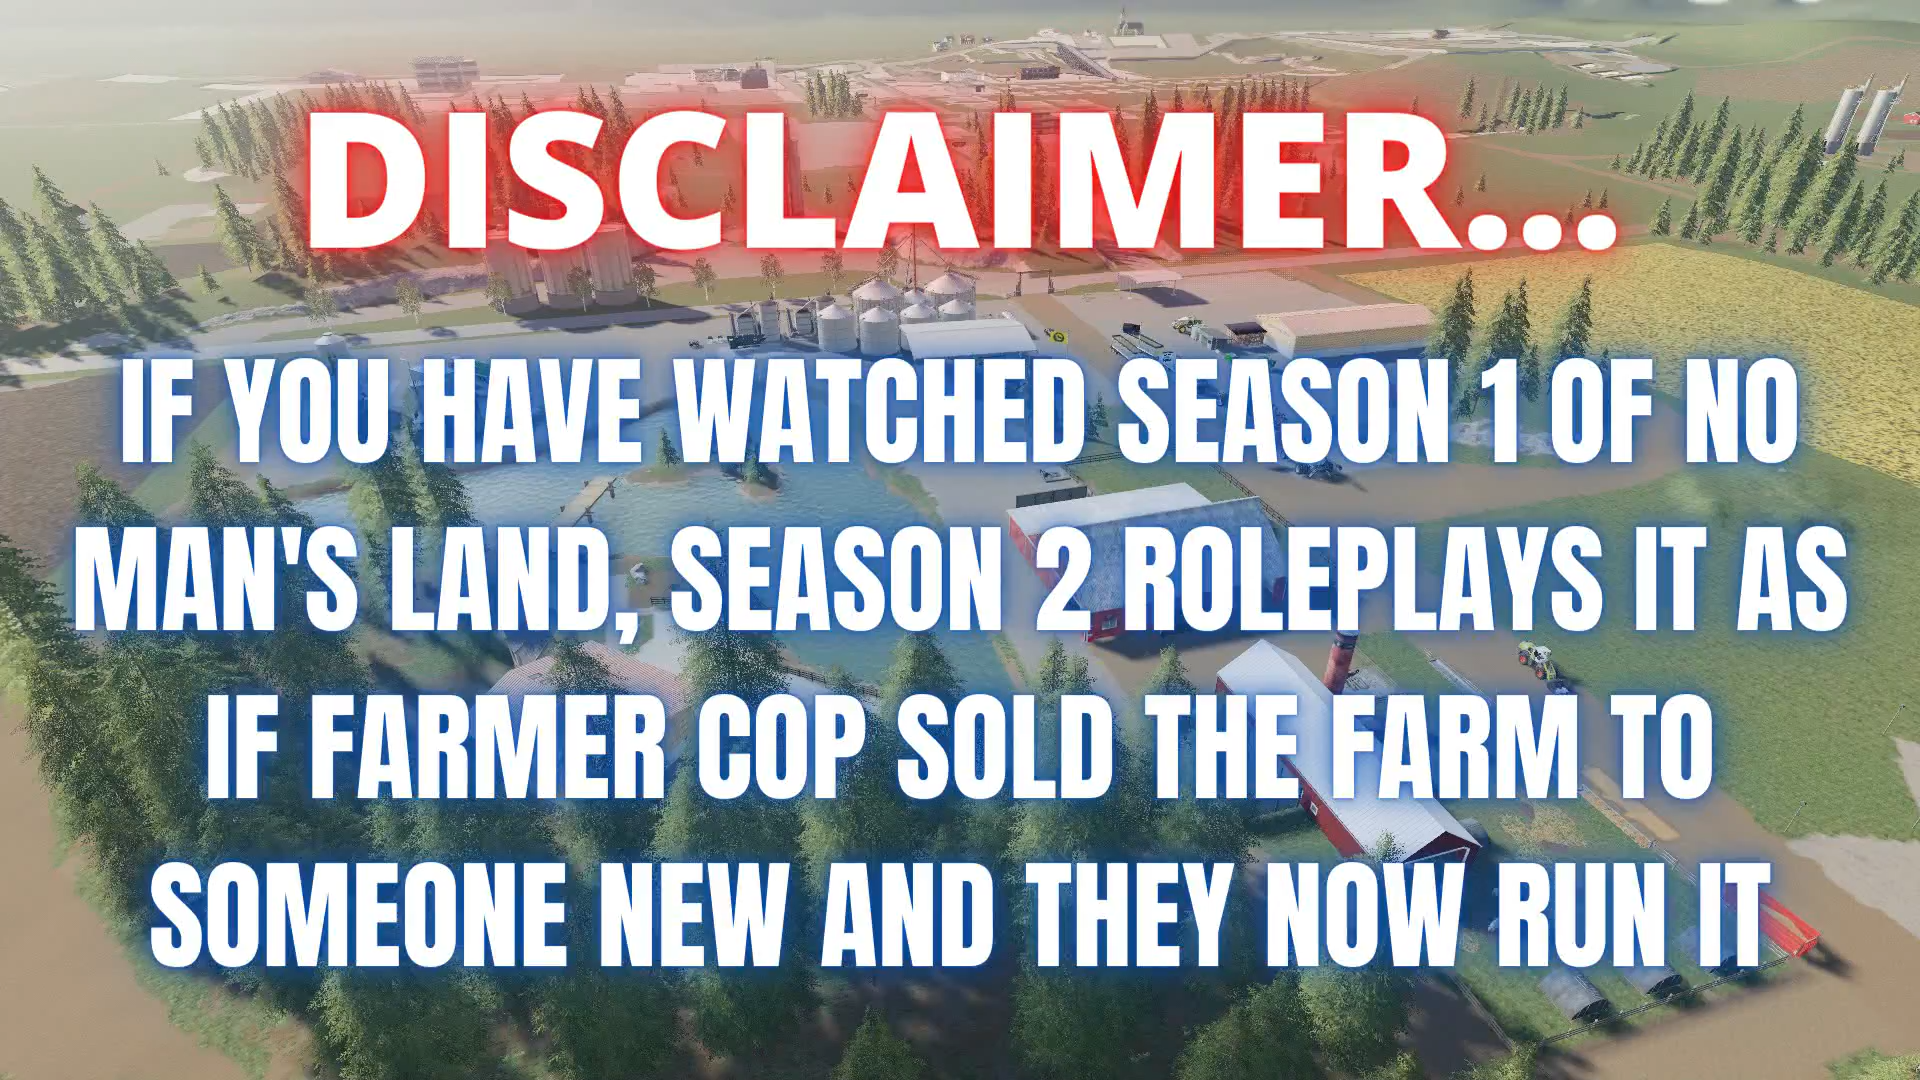 DISCLAIMER...
IF YOU HAVE WATCHED SEASON 1 OF NO
MAN'S LAND, SEASON 2 ROLEPLAYS IT AS
IF FARMER COP SOLD THE FARM TO
SOMEONE NEW AND THEY NOW RUN IT